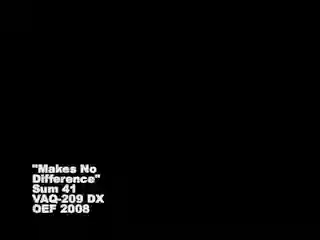 "Makes No
Difference"
Sum 41
VAQ-209 DX
OEF 2008